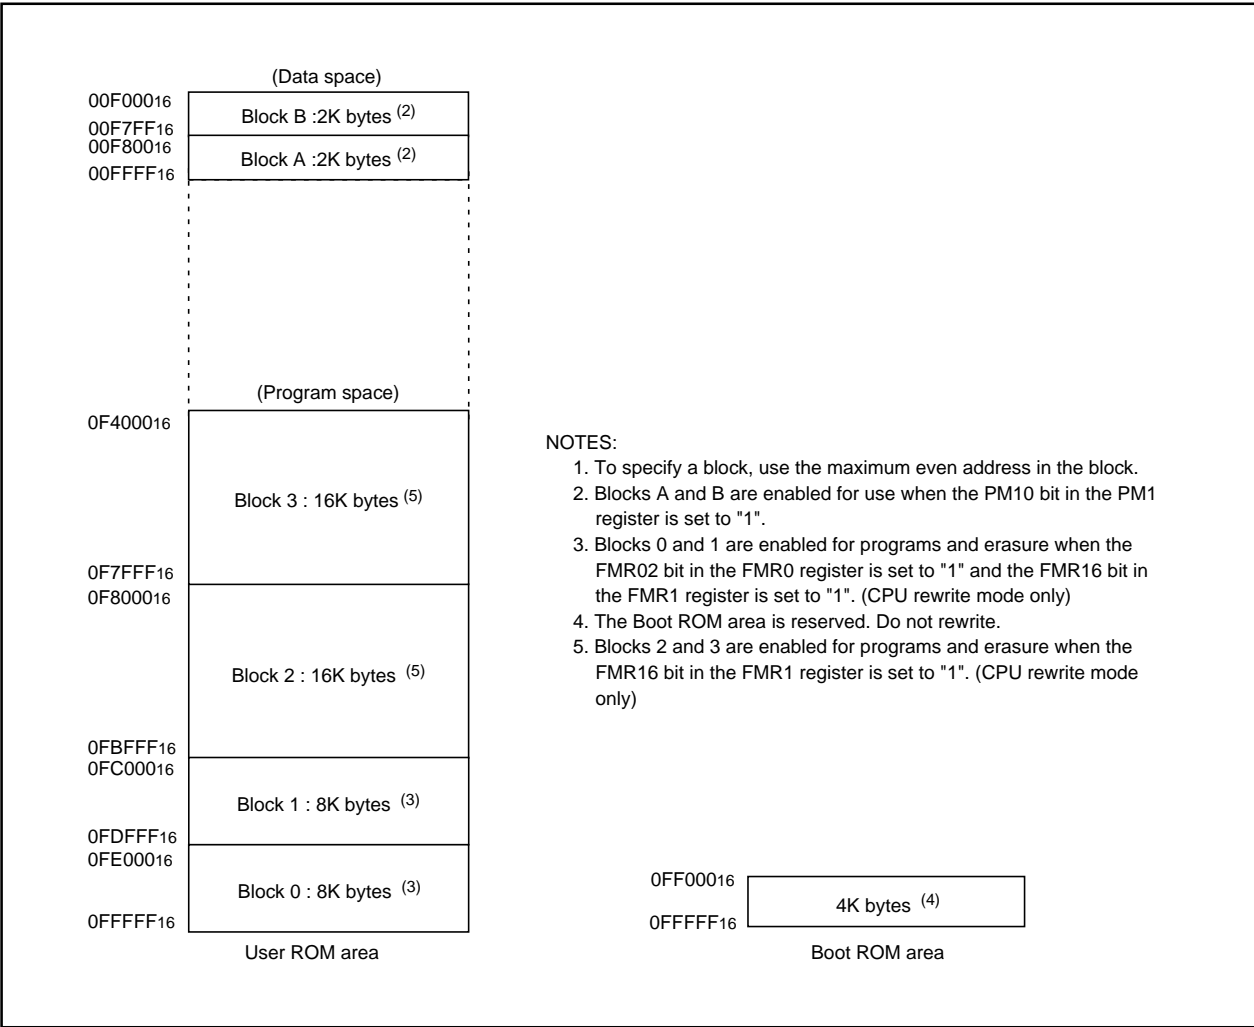 (Data space)
00F00016
Block B :2K bytes (2)
00F7FF16
00F80016
Block A :2K bytes (2)
00FFFF16
(Program space)
0F400016
Block 3 : 16K bytes (5)
0F7FFF16
0F800016
Block 2 : 16K bytes (5)
0FBFFF16
0FC00016
Block 1 : 8K bytes (3)
0FDFFF16
0FE00016
Block 0 : 8K bytes (3)
0FFFFF16
User ROM area
NOTES:
1. To specify a block, use the maximum even address in the block.
2. Blocks A and B are enabled for use when the PM10 bit in the PM1
register is set to "1".
3. Blocks 0 and 1 are enabled for programs and erasure when the
FMR02 bit in the FMR0 register is set to "1" and the FMR16 bit in
the FMR1 register is set to "1". (CPU rewrite mode only)
4. The Boot ROM area is reserved. Do not rewrite.
5. Blocks 2 and 3 are enabled for programs and erasure when the
FMR16 bit in the FMR1 register is set to "1". (CPU rewrite mode
only)
0FF00016
4K bytes (4)
0FFFFF16
Boot ROM area